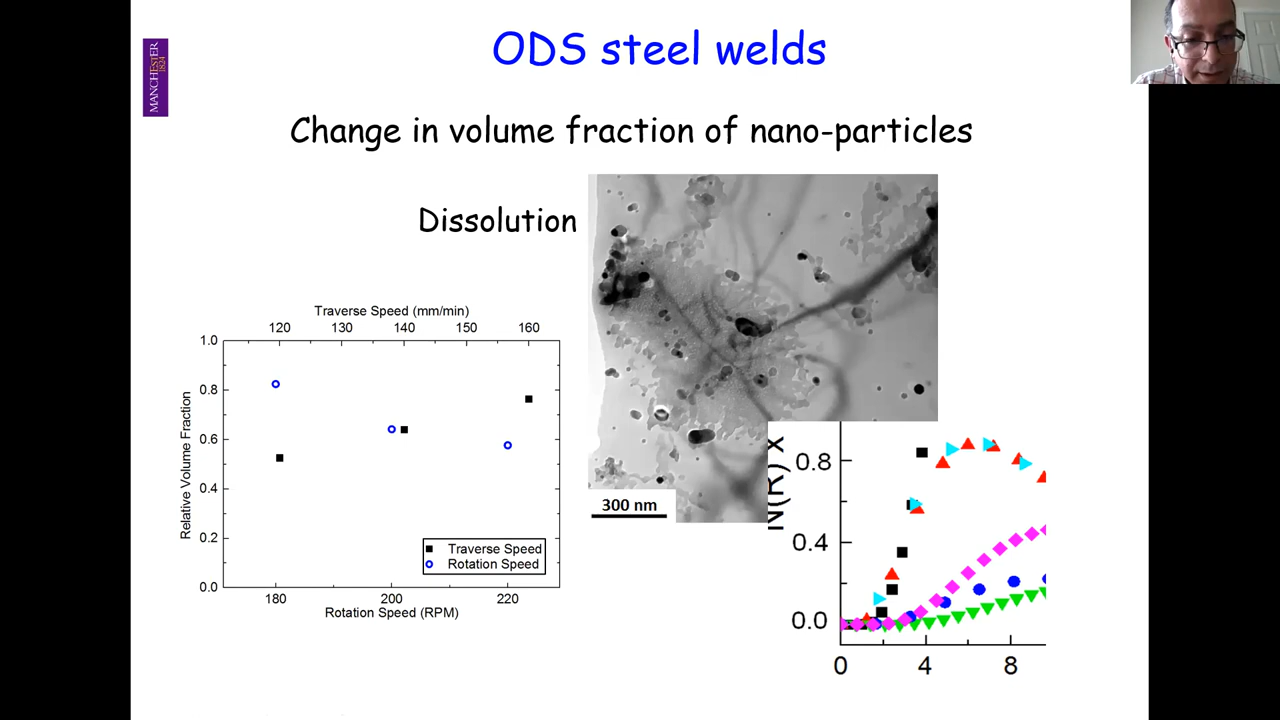 ODS steel welds
MANCHESTER
1824
Change in volume fraction of nano-particles
Dissolution
Traverse Speed (mm/min)
120 130 140 150 160
1.0
0.8
0.6
0.4
0.2
0.0
Relative Volume Fraction
Traverse Speed
Rotation Speed
180 200 220
Rotation Speed (RPM)
300 nm
N(R) x
0.8
0.4
0.0
0 4 8